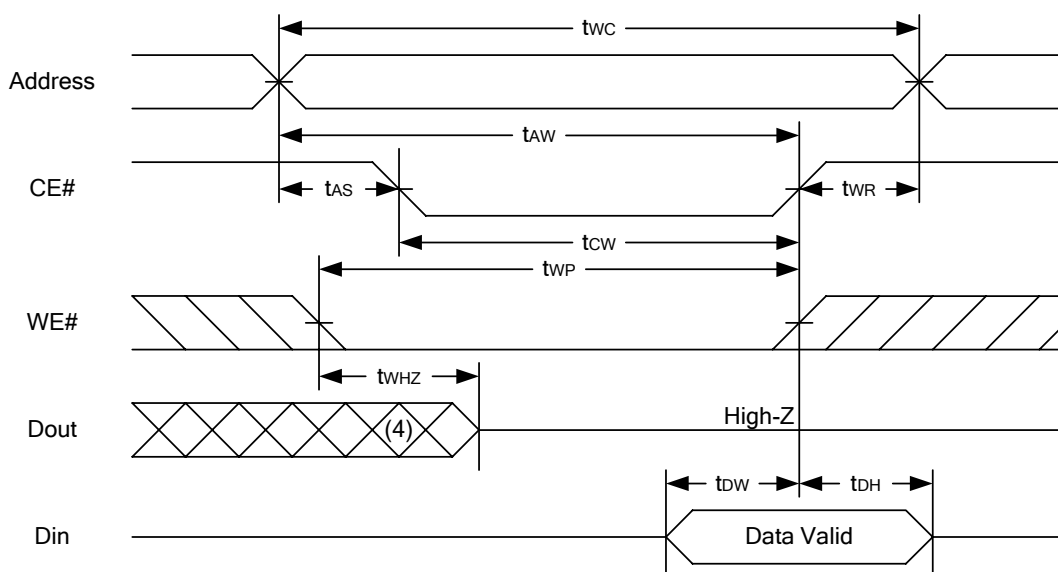 tWC
Address
tAW
CE#
tAS
tWR
tCW
tWP
WE#
tWHZ
Dout
(4)
High-Z
tDW
tDH
Din
Data Valid